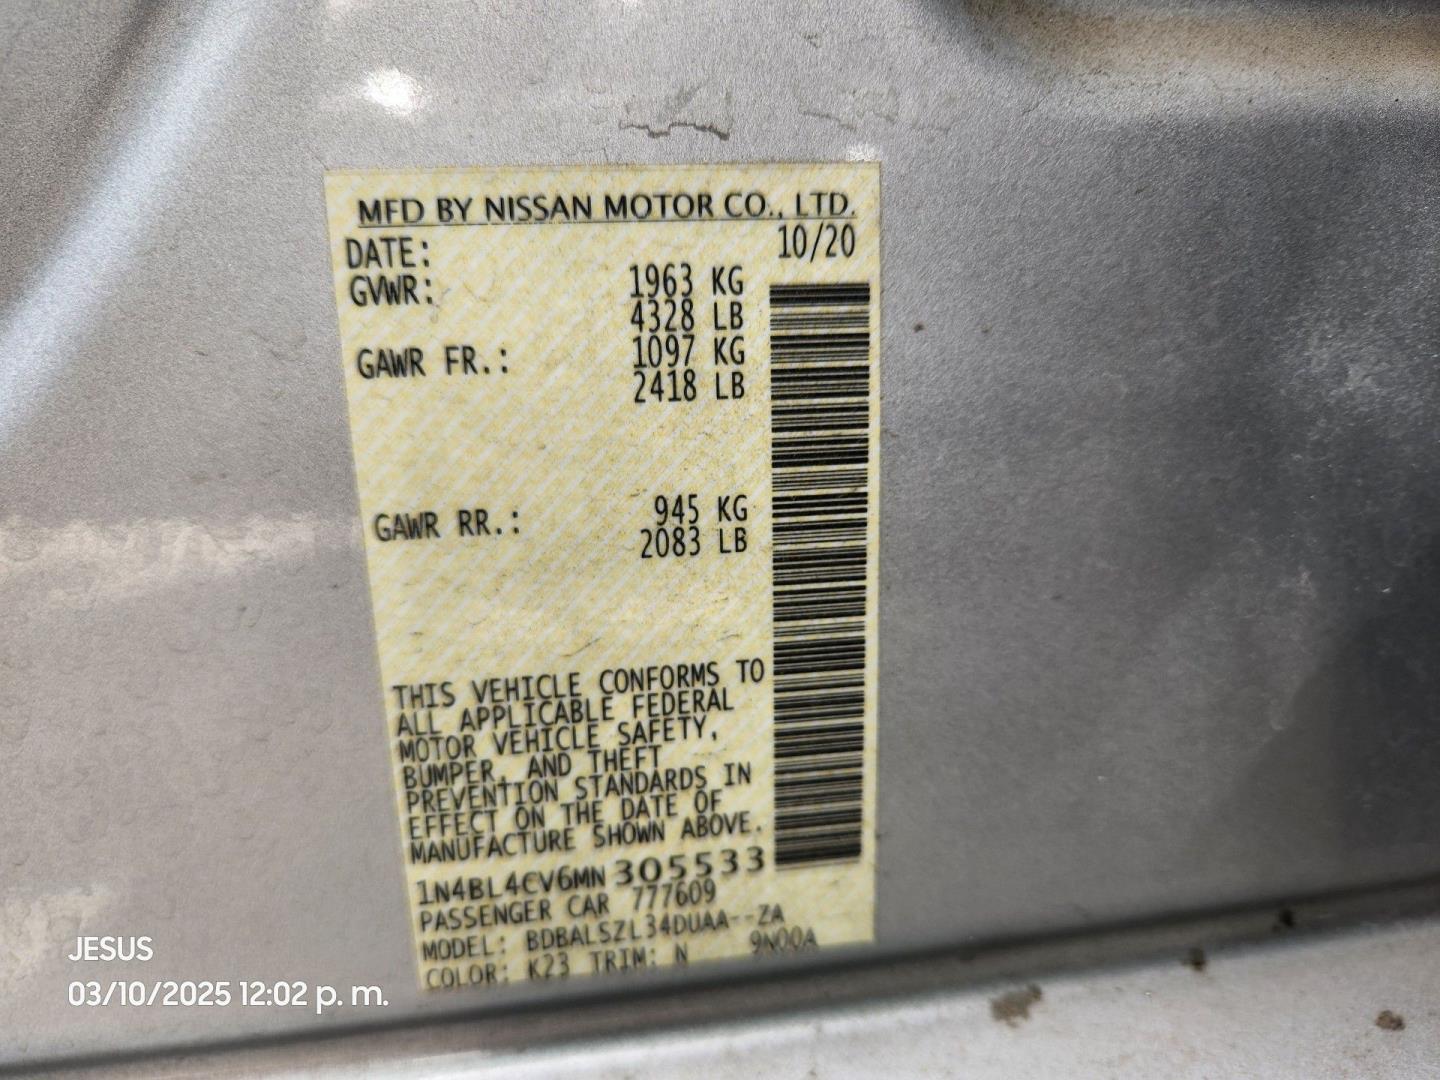 MFD BY NISSAN MOTOR CO., LTD.
DATE: 10/20
GVWR: 1963 KG
4328 LB
GAWR FR.: 1097 KG
2418 LB
GAWR RR.: 945 KG
2083 LB
THIS VEHICLE CONFORMS TO
ALL APPLICABLE FEDERAL
MOTOR VEHICLE SAFETY,
BUMPER, AND THEFT
PREVENTION STANDARDS IN
EFFECT ON THE DATE OF
MANUFACTURE SHOWN ABOVE.
1N4BL4CV6MN305533
PASSENGER CAR 777609
MODEL: BDBALSZL34DUAA--ZA
COLOR: K23 TRIM: N 9N00A
JESUS
03/10/2025 12:02 p. m.